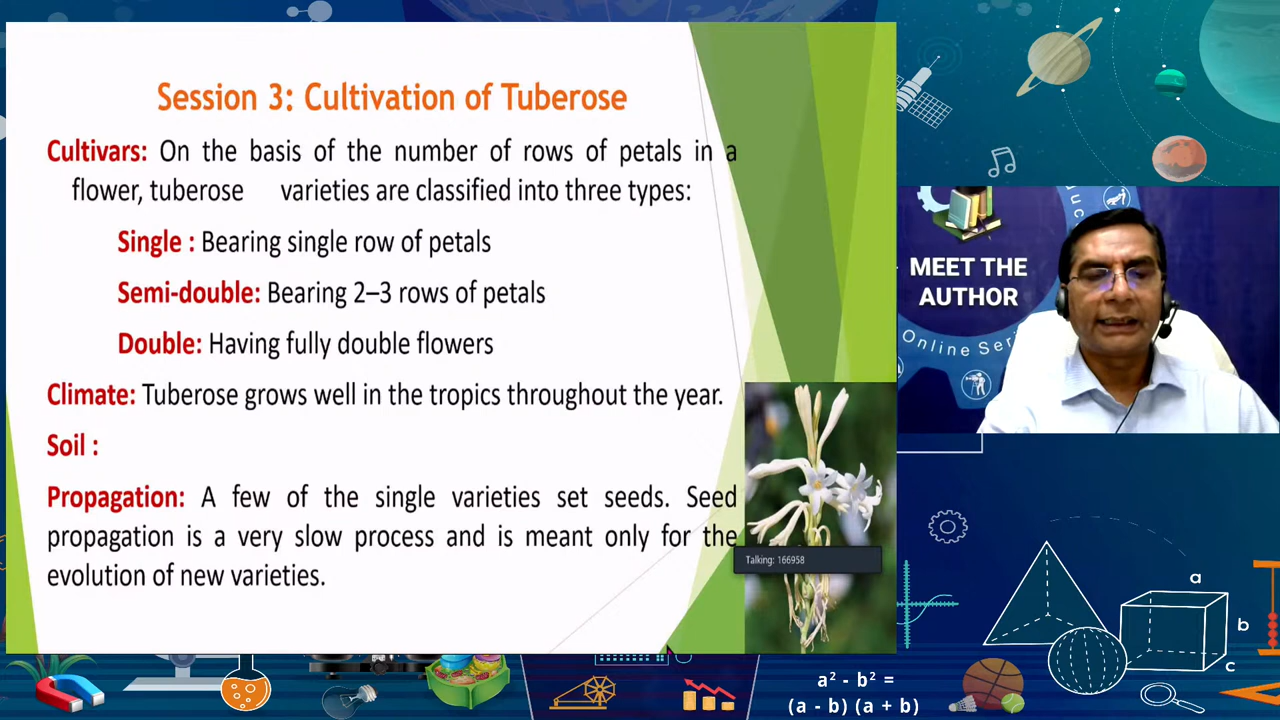 Session 3: Cultivation of Tuberose
Cultivars: On the basis of the number of rows of petals in a
flower, tuberose varieties are classified into three types:
Single : Bearing single row of petals
Semi-double: Bearing 2–3 rows of petals
Double: Having fully double flowers
Climate: Tuberose grows well in the tropics throughout the year.
Soil :
Propagation: A few of the single varieties set seeds. Seed
propagation is a very slow process and is meant only for the
evolution of new varieties.
Talking: 166958
MEET THE
AUTHOR
Online Seri
a
b
c
a² - b² =
(a - b) (a + b)